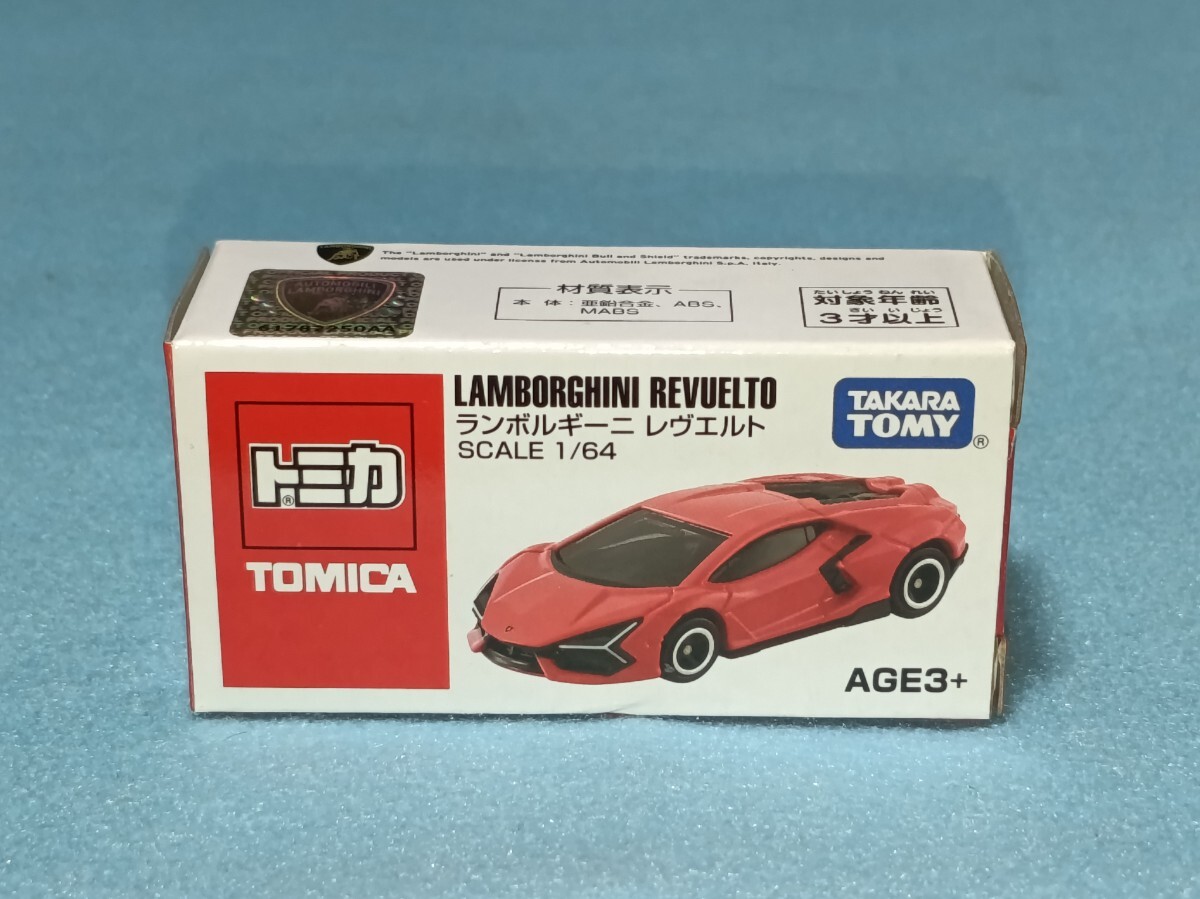 The "Lamborghini" and "Lamborghini Bull and Shield" trademarks, copyrights, designs and
models are used under license from Automobili Lamborghini S.p.A. Italy.
AUTOMOBILI
LAMBORGHINI
材質表示
本 体：亜鉛合金、ABS、
MABS
たいしょう ねん れい
対象年齢
さい い じょう
3才以上
LAMBORGHINI REVUELTO
ランボルギーニ レヴエルト
SCALE 1/64
トミカ
®
TOMICA
TAKARA
TOMY
®
AGE3+